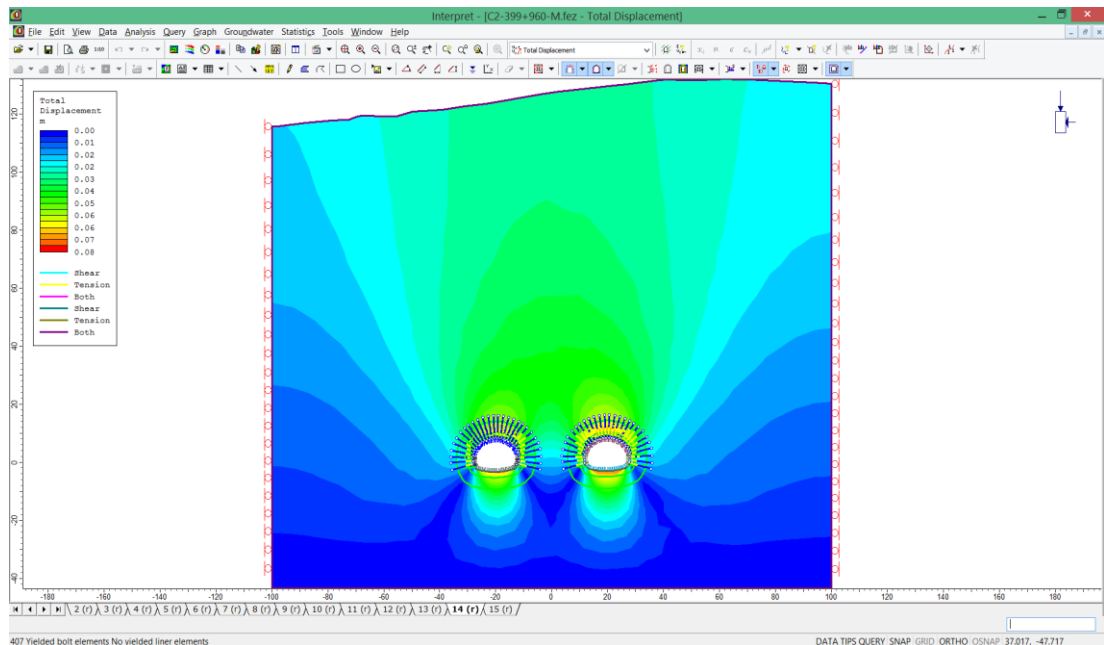 Interpret - [C2-399+960-M.fez - Total Displacement]
File Edit View Data Analysis Query Graph Groundwater Statistics Tools Window Help
Total Displacement
Total
Displacement
m
0.00
0.01
0.02
0.02
0.03
0.04
0.05
0.06
0.06
0.07
0.08
Shear
Tension
Both
Shear
Tension
Both
120
100
80
60
40
20
0
-20
-40
-180 -160 -140 -120 -100 -80 -60 -40 -20 0 20 40 60 80 100 120 140 160 180
2 (r) 3 (r) 4 (r) 5 (r) 6 (r) 7 (r) 8 (r) 9 (r) 10 (r) 11 (r) 12 (r) 13 (r) 14 (r) 15 (r)
407 Yielded bolt elements No yielded liner elements
DATA TIPS QUERY SNAP GRID ORTHO OSNAP 37.017, -47.717